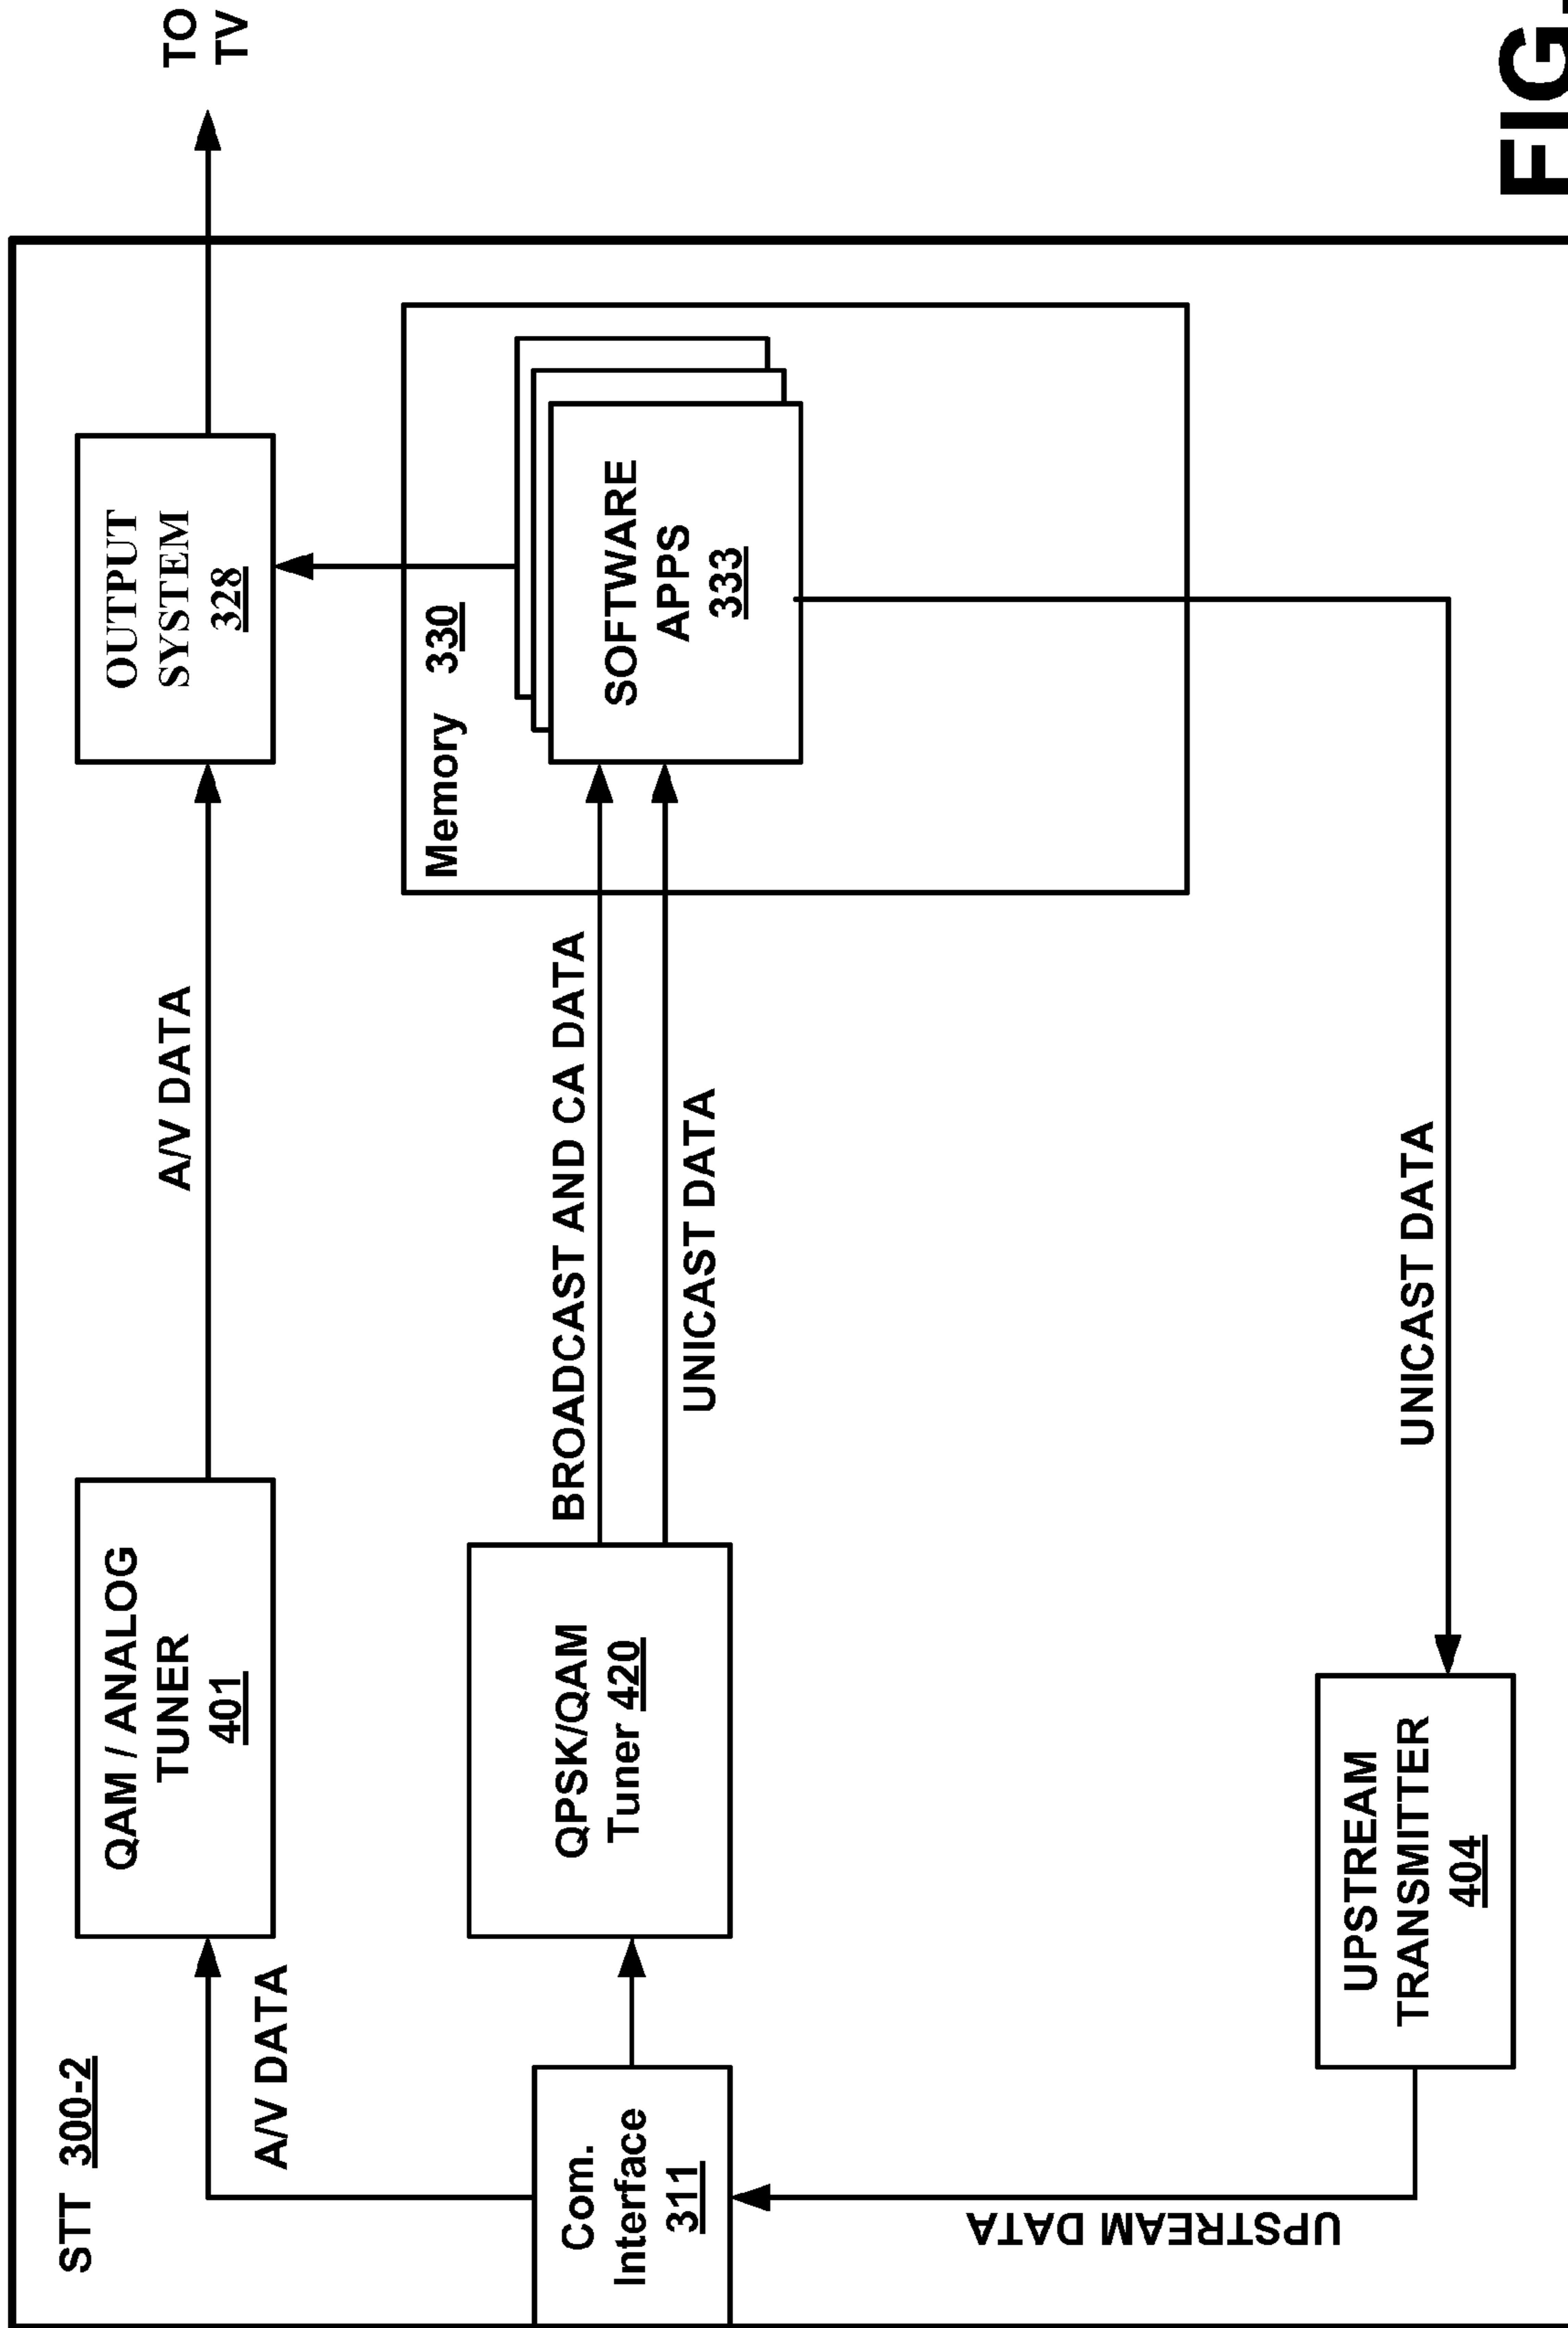 STT 300-2
A/V DATA
QAM / ANALOG
TUNER
401
A/V DATA
OUTPUT
SYSTEM
328
TO
TV
Com.
Interface
311
QPSK/QAM
Tuner 420
BROADCAST AND CA DATA
UNICAST DATA
Memory 330
SOFTWARE
APPS
333
UPSTREAM DATA
UPSTREAM
TRANSMITTER
404
UNICAST DATA
FIG.